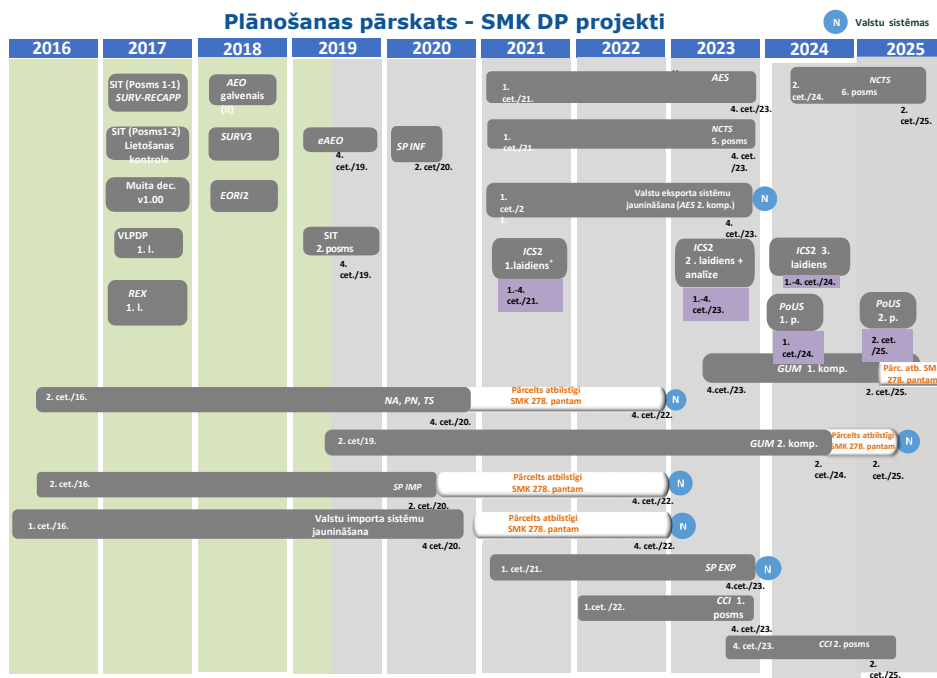 Plānošanas pārskats - SMK DP projekti
N Valstu sistēmas
2016 2017 2018 2019 2020 2021 2022 2023 2024 2025
SIT (Posms 1-1)
SURV-RECAPP
AEO
galvenais
(II)
1.
cet./21.
AES
4. cet./23.
2.
cet./24.
NCTS
6. posms
2.
cet./25.
SIT (Posms1-2)
Lietošanas
kontrole
SURV3
eAEO
4.
cet./19.
SP INF
2. cet/20.
1.
cet./21.
NCTS
5. posms
4. cet.
/23.
Muita dec.
v1.00
EORI2
1.
cet./2
1.
Valstu eksporta sistēmu
jaunināšana (AES 2. komp.)
N
4.
cet./23.
VLPDP
1. l.
SIT
2. posms
4.
cet./19.
ICS2
1.laidiens*
1.-4.
cet./21.
ICS2
2 . laidiens +
analīze
1.-4.
cet./23.
ICS2 3.
laidiens
1.-4. cet./24.
REX
1. l.
PoUS
1. p.
1.
cet./24.
PoUS
2. p.
2. cet.
/25.
GUM 1. komp.
4.cet./23.
Pārc. atb. SM
278. pantam
2. cet./25.
2. cet./16.
NA, PN, TS
4. cet./20.
Pārcelts atbilstīgi
SMK 278. pantam
4. cet./22.
N
2. cet./19.
GUM 2. komp.
2.
cet./24.
Pārcelts atbilstīgi
SMK 278. pantam
2.
cet./25.
N
2. cet./16.
SP IMP
2. cet./20.
Pārcelts atbilstīgi
SMK 278. pantam
4. cet./22.
N
1. cet./16.
Valstu importa sistēmu
jaunināšana
4 cet./20.
Pārcelts atbilstīgi
SMK 278. pantam
4. cet./22.
N
1. cet./21.
SP EXP
4.cet./23.
N
1.cet. /22.
CCI 1.
posms
4. cet./23.
4. cet./23.
CCI 2. posms
2.
cet./25.